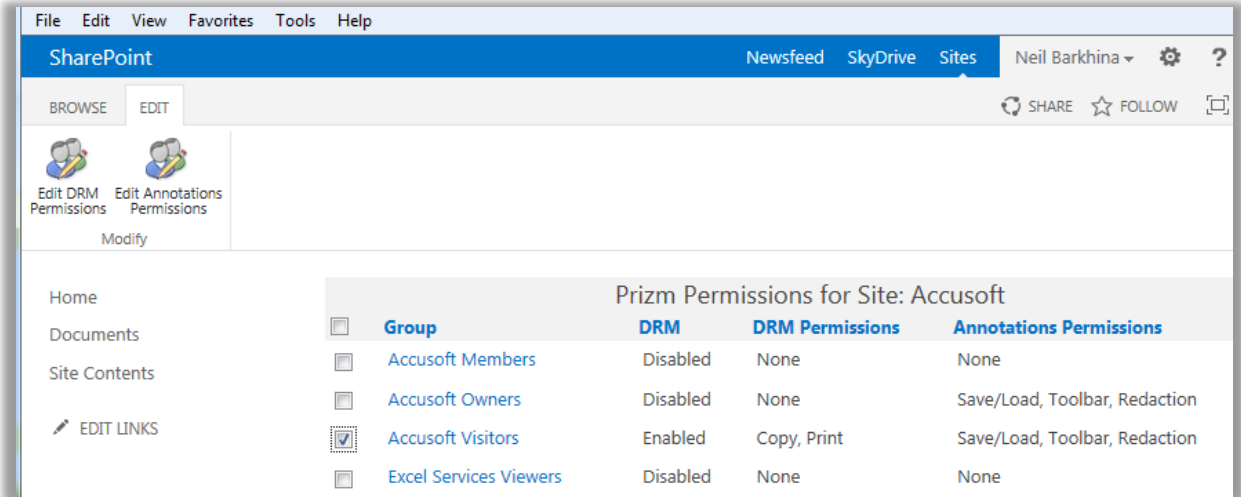 File Edit View Favorites Tools Help
SharePoint Newsfeed SkyDrive Sites Neil Barkhina ?
BROWSE EDIT SHARE FOLLOW
Edit DRM Permissions
Edit Annotations Permissions
Modify
Home
Documents
Site Contents
EDIT LINKS
Prizm Permissions for Site: Accusoft
Group DRM DRM Permissions Annotations Permissions
Accusoft Members Disabled None None
Accusoft Owners Disabled None Save/Load, Toolbar, Redaction
Accusoft Visitors Enabled Copy, Print Save/Load, Toolbar, Redaction
Excel Services Viewers Disabled None None